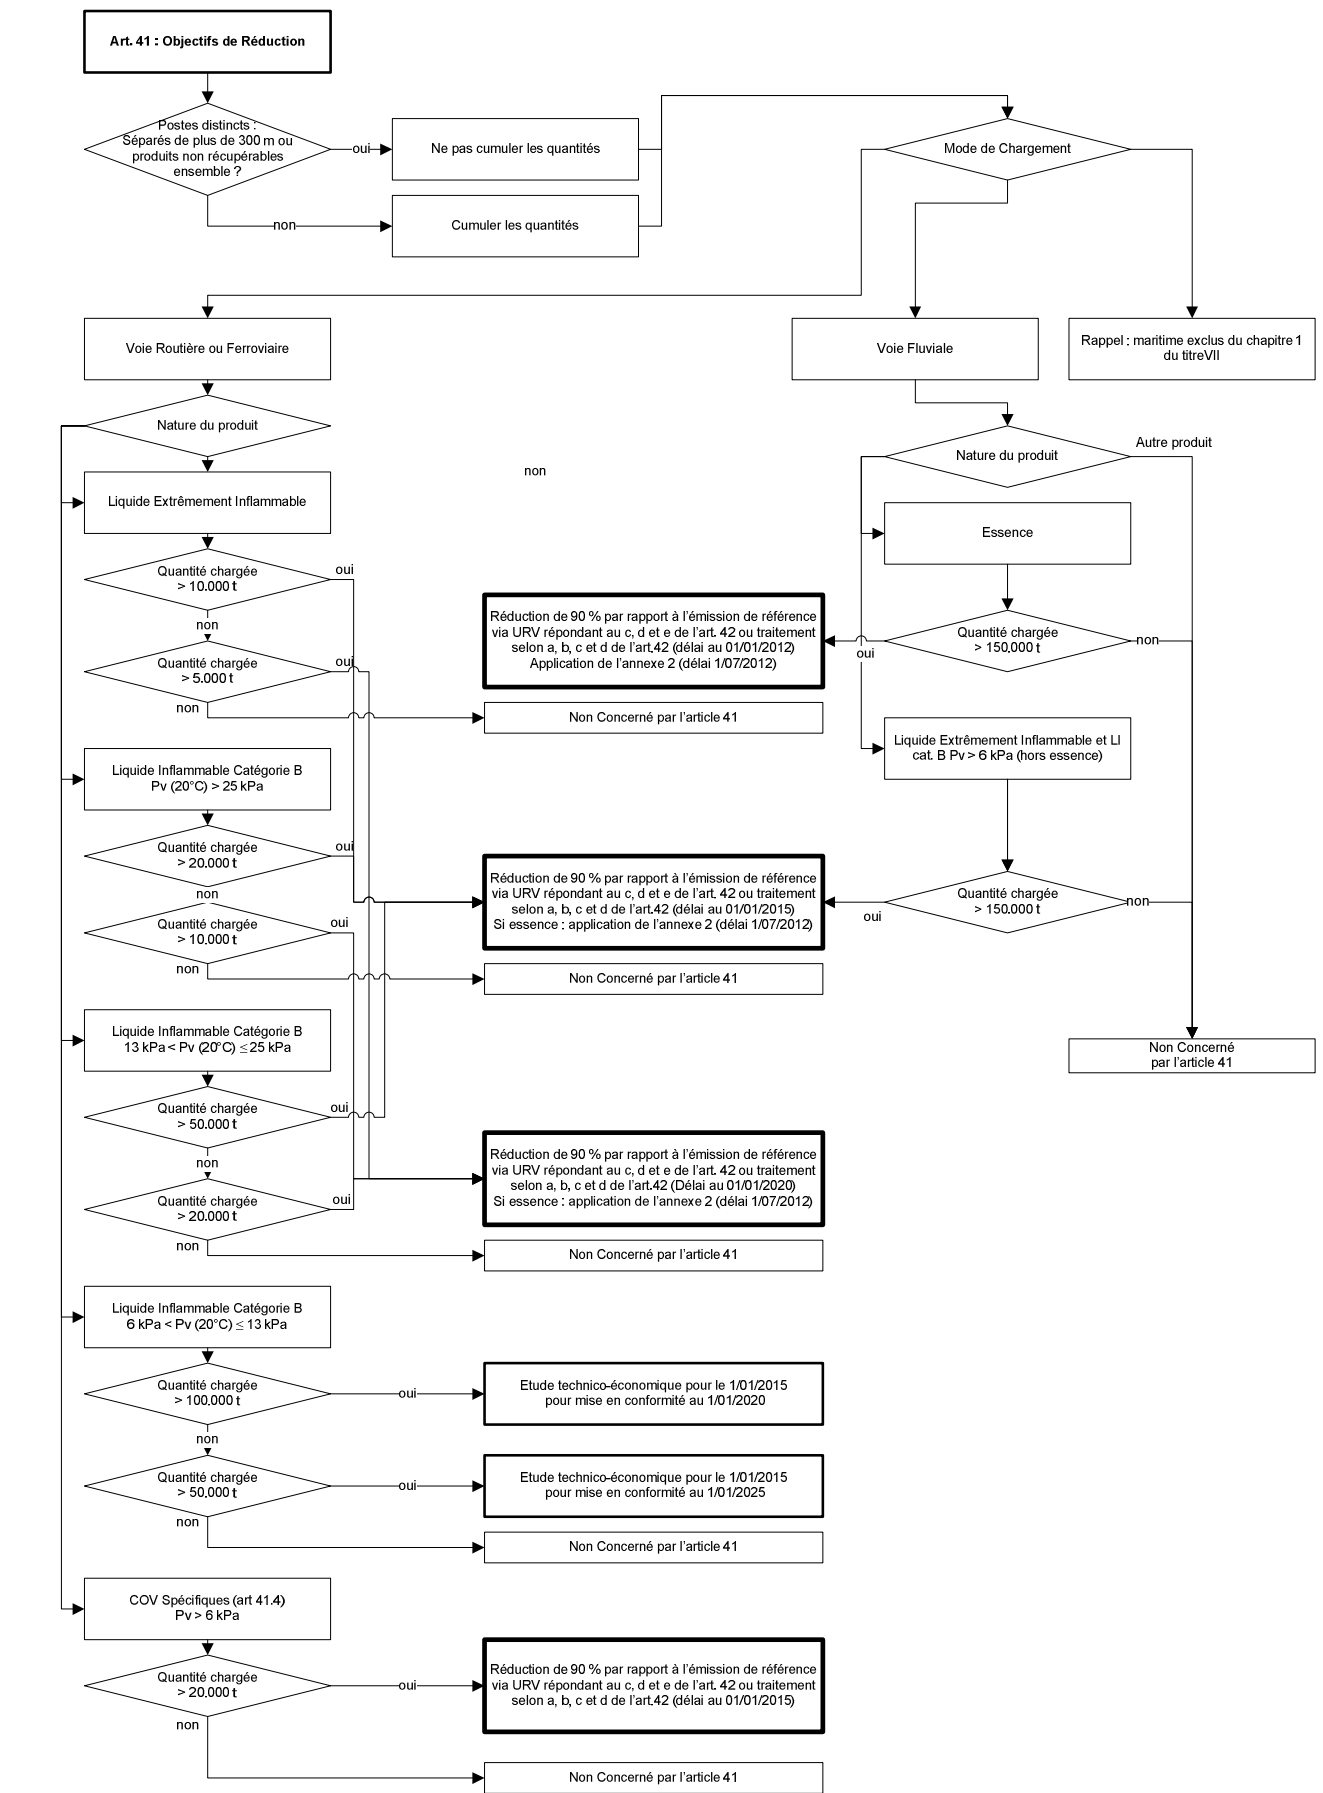 Art. 41 : Objectifs de Réduction
Postes distincts :
Séparés de plus de 300 m ou
produits non récupérables
ensemble ?
oui
Ne pas cumuler les quantités
non
Cumuler les quantités
Mode de Chargement
Voie Routière ou Ferroviaire
Voie Fluviale
Rappel : maritime exclus du chapitre 1
du titreVII
Nature du produit
Liquide Extrêmement Inflammable
Quantité chargée
> 10.000 t
oui
non
Quantité chargée
> 5.000 t
oui
non
Non Concerné par l'article 41
Liquide Inflammable Catégorie B
Pv (20°C) > 25 kPa
Quantité chargée
> 20.000 t
oui
non
Quantité chargée
> 10.000 t
oui
non
Non Concerné par l'article 41
Liquide Inflammable Catégorie B
13 kPa < Pv (20°C) ≤ 25 kPa
Quantité chargée
> 50.000 t
oui
non
Quantité chargée
> 20.000 t
oui
non
Non Concerné par l'article 41
Liquide Inflammable Catégorie B
6 kPa < Pv (20°C) ≤ 13 kPa
Quantité chargée
> 100.000 t
oui
Etude technico-économique pour le 1/01/2015
pour mise en conformité au 1/01/2020
non
Quantité chargée
> 50.000 t
oui
Etude technico-économique pour le 1/01/2015
pour mise en conformité au 1/01/2025
non
Non Concerné par l'article 41
COV Spécifiques (art 41.4)
Pv > 6 kPa
Quantité chargée
> 20.000 t
oui
Réduction de 90 % par rapport à l'émission de référence
via URV répondant au c, d et e de l'art. 42 ou traitement
selon a, b, c et d de l'art.42 (délai au 01/01/2015)
non
Non Concerné par l'article 41
non
Réduction de 90 % par rapport à l'émission de référence
via URV répondant au c, d et e de l'art. 42 ou traitement
selon a, b, c et d de l'art.42 (délai au 01/01/2012)
Application de l'annexe 2 (délai 1/07/2012)
Réduction de 90 % par rapport à l'émission de référence
via URV répondant au c, d et e de l'art. 42 ou traitement
selon a, b, c et d de l'art.42 (délai au 01/01/2015)
Si essence : application de l'annexe 2 (délai 1/07/2012)
Réduction de 90 % par rapport à l'émission de référence
via URV répondant au c, d et e de l'art. 42 ou traitement
selon a, b, c et d de l'art.42 (Délai au 01/01/2020)
Si essence : application de l'annexe 2 (délai 1/07/2012)
Nature du produit
Autre produit
Essence
Quantité chargée
> 150.000 t
oui
non
Liquide Extrêmement Inflammable et LI
cat. B Pv > 6 kPa (hors essence)
Quantité chargée
> 150.000 t
oui
non
Non Concerné
par l'article 41